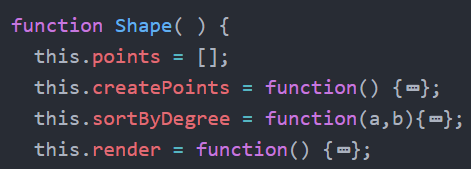 function Shape( ) {
this.points = [];
this.createPoints = function() {⋯};
this.sortByDegree = function(a,b){⋯};
this.render = function() {⋯};